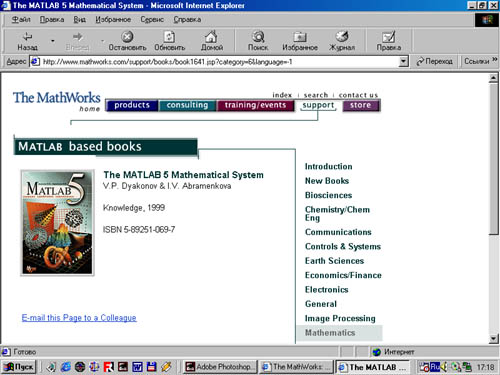 The MATLAB 5 Mathematical System - Microsoft Internet Explorer
Файл Правка Вид Избранное Сервис Справка
Назад Вперед Остановить Обновить Домой Поиск Избранное Журнал Правка
Адрес http://www.mathworks.com/support/books/book1641.jsp?category=6&language=-1 Переход Ссылки »
index search contact us
The MathWorks
home products consulting training/events support store
MATLAB based books
MATLAB 5
The MATLAB 5 Mathematical System
V.P. Dyakonov & I.V. Abramenkova
Knowledge, 1999
ISBN 5-89251-069-7
E-mail this Page to a Colleague
Introduction
New Books
Biosciences
Chemistry/Chem
Eng
Communications
Controls & Systems
Earth Sciences
Economics/Finance
Electronics
General
Image Processing
Mathematics
Готово Интернет
Пуск Adobe Photoshop... The MathWorks: ... The MATLAB ... Ru 17:18